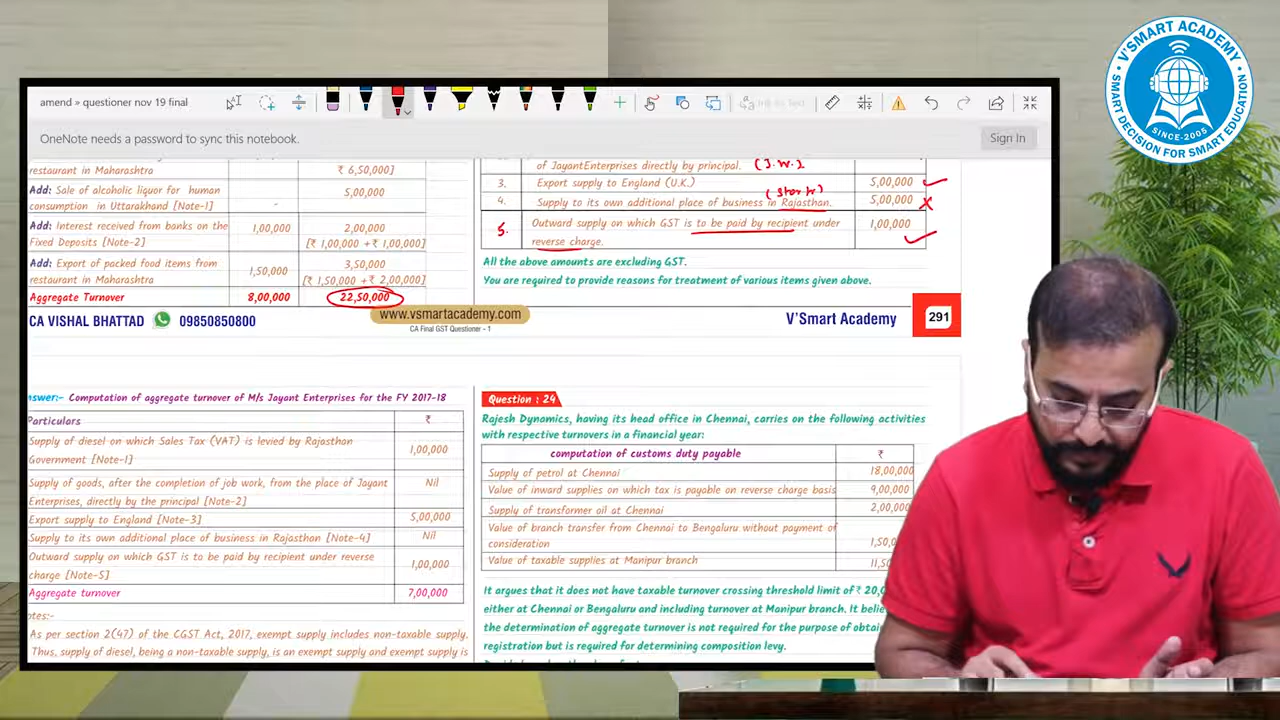 amend » questioner nov 19 final
Ink to Text
OneNote needs a password to sync this notebook.
Sign In
restaurant in Maharashtra
₹ 6,50,000]
Add: Sale of alcoholic liquor for human
consumption in Uttarakhand [Note-1]
-
5,00,000
Add: Interest received from banks on the
Fixed Deposits [Note-2]
1,00,000
2,00,000
[₹ 1,00,000 + ₹ 1,00,000]
Add: Export of packed food items from
restaurant in Maharashtra
1,50,000
3,50,000
[₹ 1,50,000 + ₹ 2,00,000]
Aggregate Turnover
8,00,000
22,50,000
of JayantEnterprises directly by principal. (J.W.)
3. Export supply to England (U.K.) 5,00,000
4. Supply to its own additional place of business in Rajasthan. 5,00,000
5. Outward supply on which GST is to be paid by recipient under
reverse charge.
1,00,000
All the above amounts are excluding GST.
You are required to provide reasons for treatment of various items given above.
CA VISHAL BHATTAD 09850850800
www.vsmartacademy.com
CA Final GST Questioner - 1
V'Smart Academy
291
nswer:- Computation of aggregate turnover of M/s Jayant Enterprises for the FY 2017-18
Particulars ₹
Supply of diesel on which Sales Tax (VAT) is levied by Rajasthan
Government [Note-1]
1,00,000
Supply of goods, after the completion of job work, from the place of Jayant
Enterprises, directly by the principal [Note-2]
Nil
Export supply to England [Note-3] 5,00,000
Supply to its own additional place of business in Rajasthan [Note-4] Nil
Outward supply on which GST is to be paid by recipient under reverse
charge [Note-5]
1,00,000
Aggregate turnover 7,00,000
otes:-
As per section 2(47) of the CGST Act, 2017, exempt supply includes non-taxable supply.
Thus, supply of diesel, being a non-taxable supply, is an exempt supply and exempt supply is
Question : 24
Rajesh Dynamics, having its head office in Chennai, carries on the following activities
with respective turnovers in a financial year:
computation of customs duty payable ₹
Supply of petrol at Chennai 18,00,000
Value of inward supplies on which tax is payable on reverse charge basis 9,00,000
Supply of transformer oil at Chennai 2,00,000
Value of branch transfer from Chennai to Bengaluru without payment of
consideration
1,50,0
Value of taxable supplies at Manipur branch 11,50
It argues that it does not have taxable turnover crossing threshold limit of ₹ 20,0
either at Chennai or Bengaluru and including turnover at Manipur branch. It belie
the determination of aggregate turnover is not required for the purpose of obtai
registration but is required for determining composition levy.
V'SMART ACADEMY
SINCE-2005
SMART DECISION FOR SMART EDUCATION